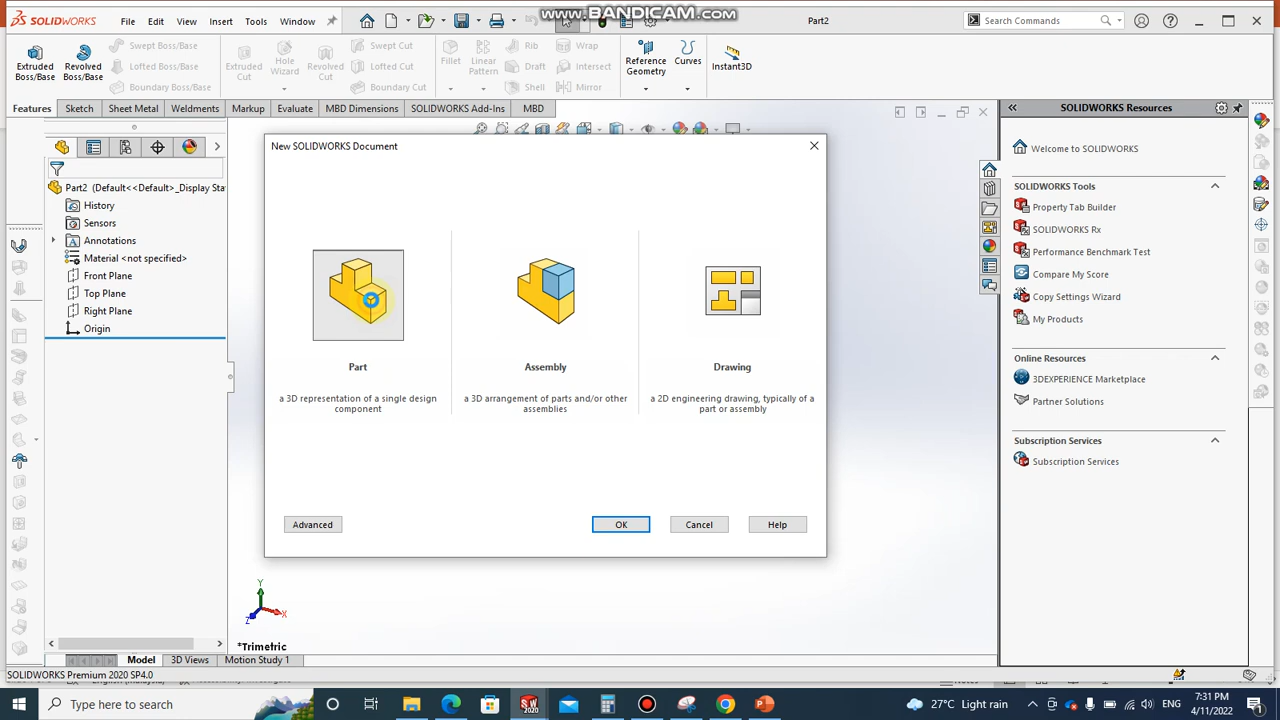 SOLIDWORKS File Edit View Insert Tools Window www.BANDICAM.com Part2 Search Commands
Extruded Boss/Base Revolved Boss/Base Swept Boss/Base Lofted Boss/Base Boundary Boss/Base Extruded Cut Hole Wizard Revolved Cut Swept Cut Lofted Cut Boundary Cut Fillet Linear Pattern Rib Draft Shell Wrap Intersect Mirror Reference Geometry Curves Instant3D
Features Sketch Sheet Metal Weldments Markup Evaluate MBD Dimensions SOLIDWORKS Add-Ins MBD
SOLIDWORKS Resources
Part2 (Default<<Default>_Display Sta
History
Sensors
Annotations
Material <not specified>
Front Plane
Top Plane
Right Plane
Origin
New SOLIDWORKS Document
Part Assembly Drawing
a 3D representation of a single design component
a 3D arrangement of parts and/or other assemblies
a 2D engineering drawing, typically of a part or assembly
Advanced OK Cancel Help
Welcome to SOLIDWORKS
SOLIDWORKS Tools
Property Tab Builder
SOLIDWORKS Rx
Performance Benchmark Test
Compare My Score
Copy Settings Wizard
My Products
Online Resources
3DEXPERIENCE Marketplace
Partner Solutions
Subscription Services
Subscription Services
Y
X
Z
*Trimetric
Model 3D Views Motion Study 1
SOLIDWORKS Premium 2020 SP4.0
Type here to search
SW 2020
27°C Light rain ENG 7:31 PM
4/11/2022